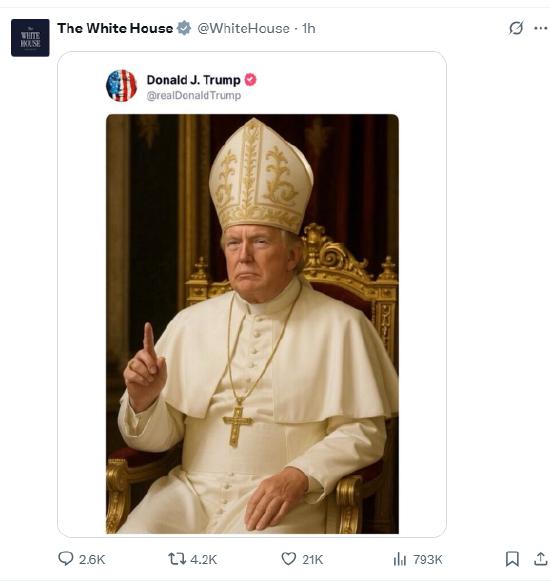 The White House @WhiteHouse · 1h
THE WHITE HOUSE
Donald J. Trump
@realDonaldTrump
2.6K 4.2K 21K 793K